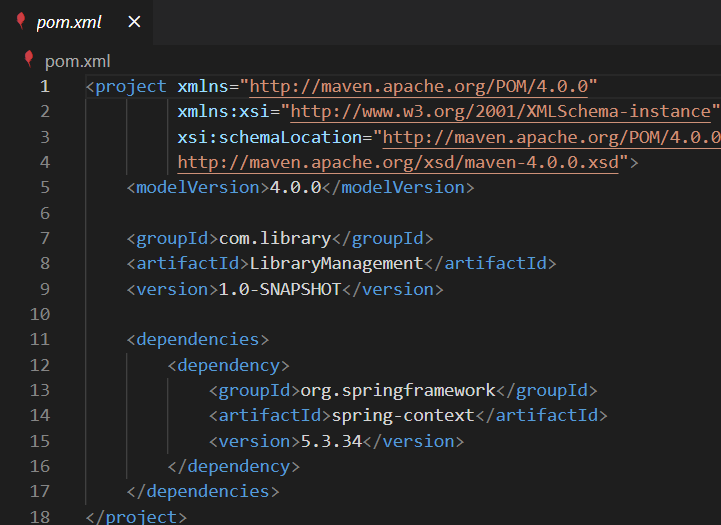 pom.xml ×
pom.xml
1 <project xmlns="http://maven.apache.org/POM/4.0.0"
2 xmlns:xsi="http://www.w3.org/2001/XMLSchema-instance"
3 xsi:schemaLocation="http://maven.apache.org/POM/4.0.0
4 http://maven.apache.org/xsd/maven-4.0.0.xsd">
5 <modelVersion>4.0.0</modelVersion>
6
7 <groupId>com.library</groupId>
8 <artifactId>LibraryManagement</artifactId>
9 <version>1.0-SNAPSHOT</version>
10
11 <dependencies>
12 <dependency>
13 <groupId>org.springframework</groupId>
14 <artifactId>spring-context</artifactId>
15 <version>5.3.34</version>
16 </dependency>
17 </dependencies>
18 </project>